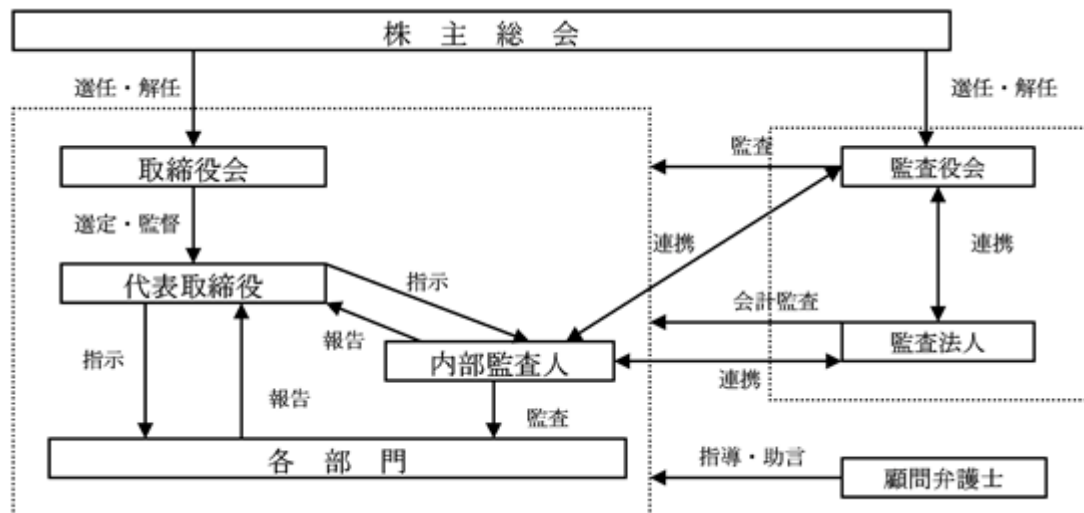 株 主 総 会
選任・解任
選任・解任
取締役会
監査
監査役会
選定・監督
連携
連携
代表取締役
指示
会計監査
監査法人
報告
内部監査人
連携
指示
報告
監査
各 部 門
指導・助言
顧問弁護士